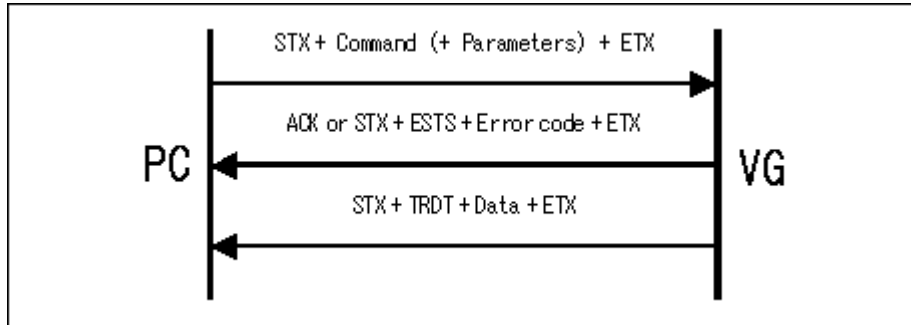 STX + Command (+ Parameters) + ETX
ACK or STX + ESTS + Error code + ETX
PC
VG
STX + TRDT + Data + ETX